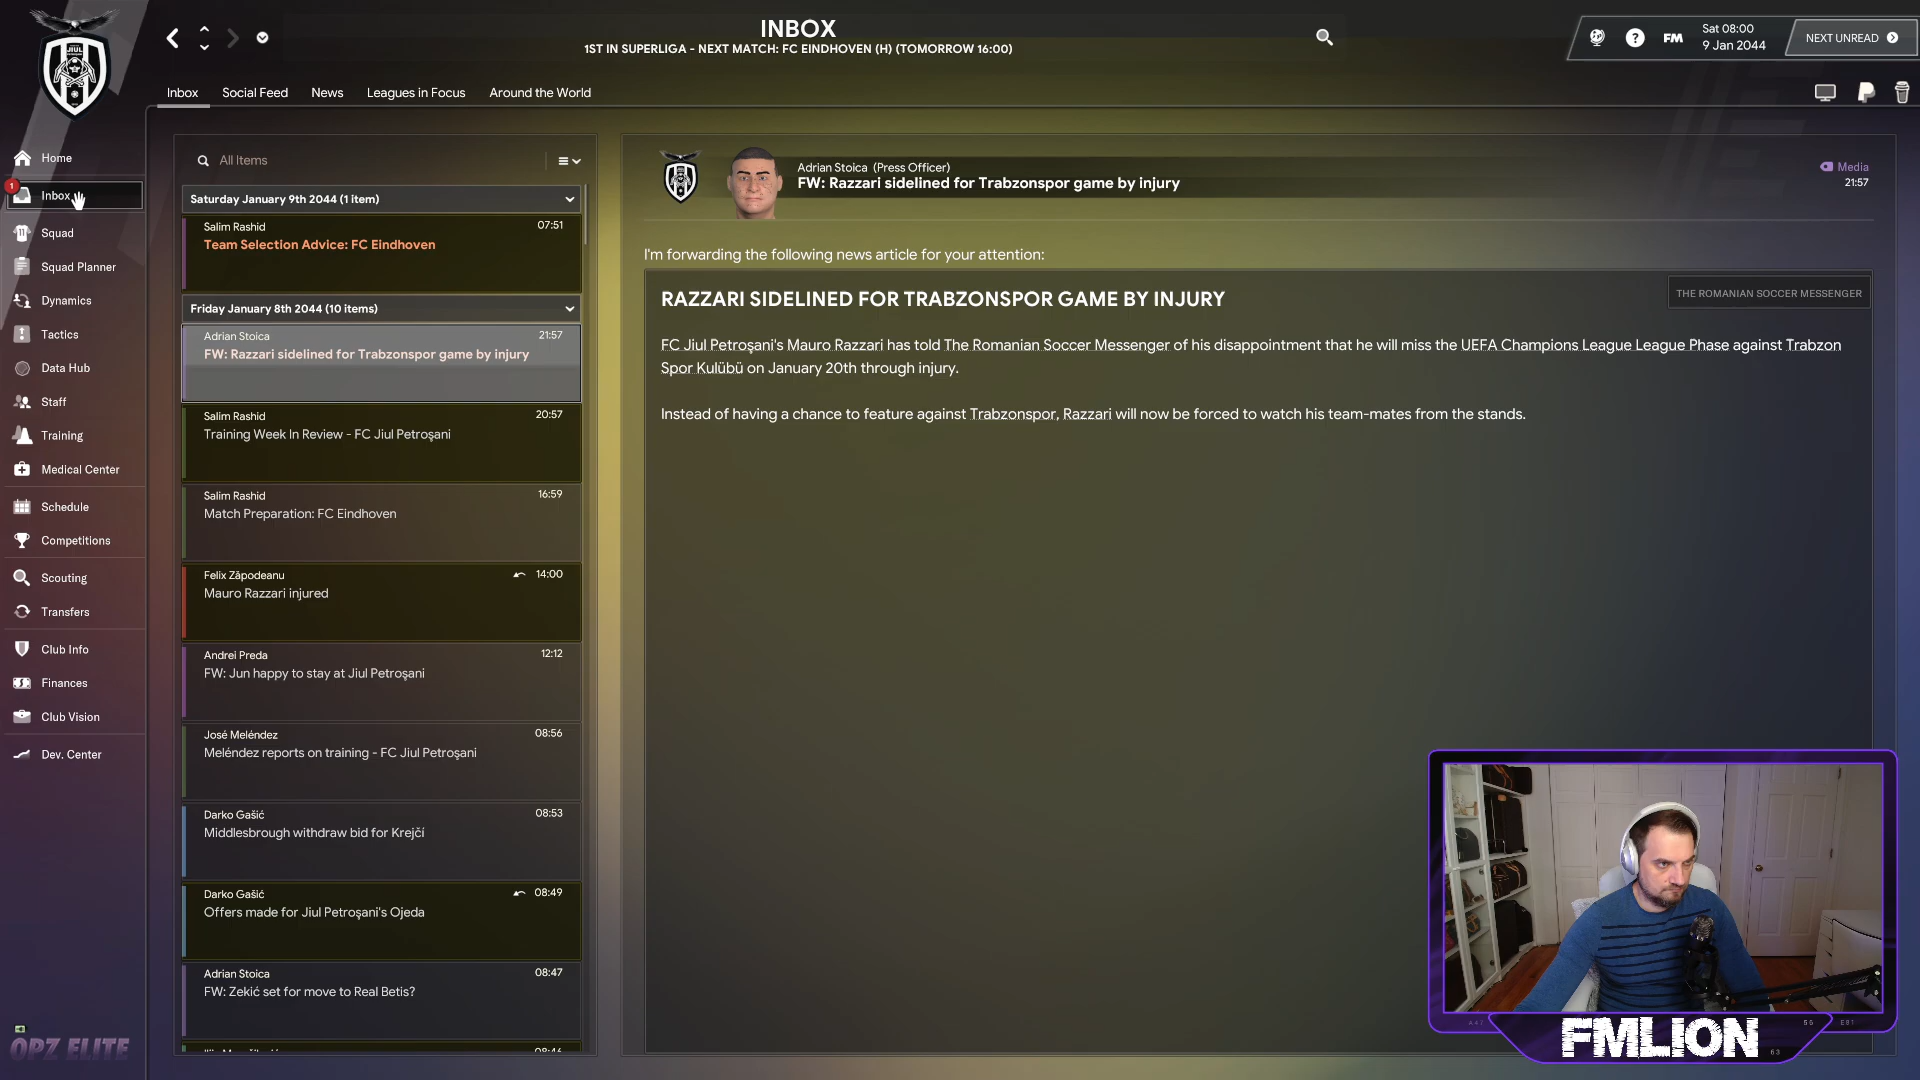 INBOX
1ST IN SUPERLIGA - NEXT MATCH: FC EINDHOVEN (H) (TOMORROW 16:00)
FM
Sat 08:00
9 Jan 2044
NEXT UNREAD
Inbox
Social Feed
News
Leagues in Focus
Around the World
Home
1
Inbox
Squad
Squad Planner
Dynamics
Tactics
Data Hub
Staff
Training
Medical Center
Schedule
Competitions
Scouting
Transfers
Club Info
Finances
Club Vision
Dev. Center
OPZ ELITE
All Items
Saturday January 9th 2044 (1 item)
Salim Rashid
07:51
Team Selection Advice: FC Eindhoven
Friday January 8th 2044 (10 items)
Adrian Stoica
21:57
FW: Razzari sidelined for Trabzonspor game by injury
Salim Rashid
20:57
Training Week In Review - FC Jiul Petroșani
Salim Rashid
16:59
Match Preparation: FC Eindhoven
Felix Zăpodeanu
14:00
Mauro Razzari injured
Andrei Preda
12:12
FW: Jun happy to stay at Jiul Petroșani
José Meléndez
08:56
Meléndez reports on training - FC Jiul Petroșani
Darko Gašić
08:53
Middlesbrough withdraw bid for Krejčí
Darko Gašić
08:49
Offers made for Jiul Petroșani's Ojeda
Adrian Stoica
08:47
FW: Zekić set for move to Real Betis?
Adrian Stoica (Press Officer)
FW: Razzari sidelined for Trabzonspor game by injury
Media
21:57
I'm forwarding the following news article for your attention:
RAZZARI SIDELINED FOR TRABZONSPOR GAME BY INJURY
THE ROMANIAN SOCCER MESSENGER
FC Jiul Petroșani's Mauro Razzari has told The Romanian Soccer Messenger of his disappointment that he will miss the UEFA Champions League League Phase against Trabzon
Spor Kulübü on January 20th through injury.
Instead of having a chance to feature against Trabzonspor, Razzari will now be forced to watch his team-mates from the stands.
FMLION